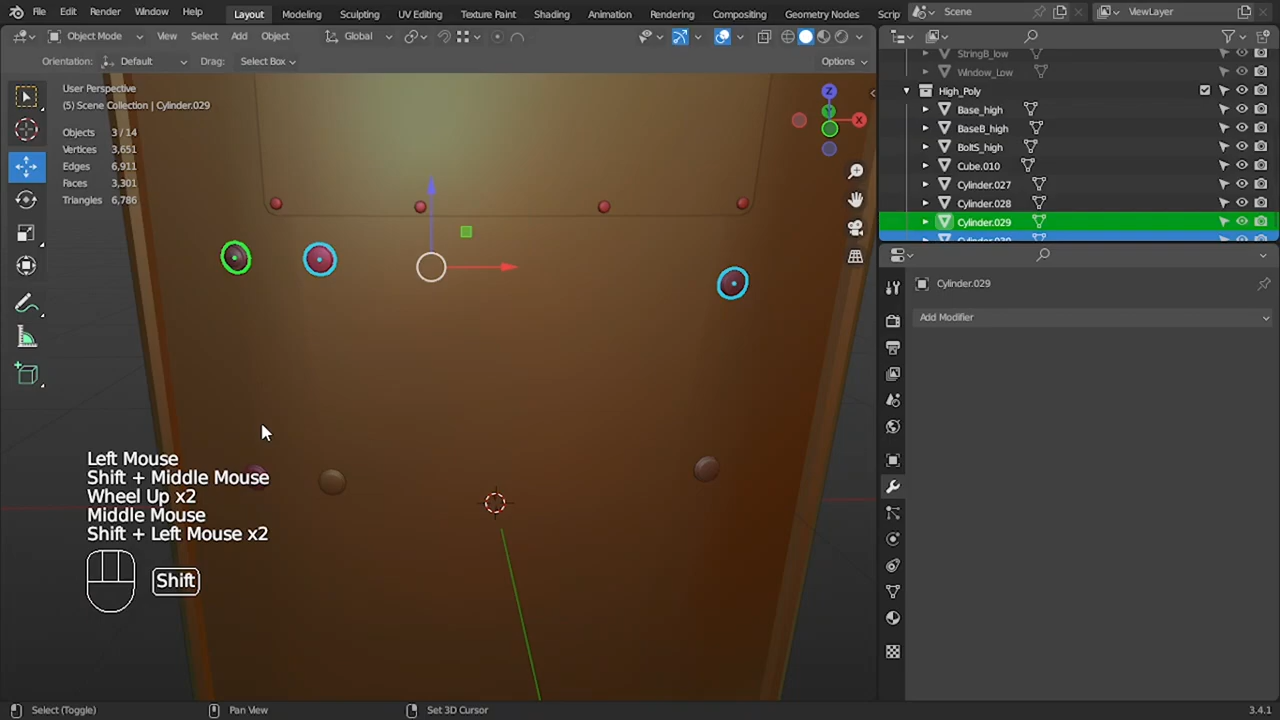 File Edit Render Window Help Layout Modeling Sculpting UV Editing Texture Paint Shading Animation Rendering Compositing Geometry Nodes Scrip Scene ViewLayer
Object Mode View Select Add Object Global
Orientation: Default Drag: Select Box Options
User Perspective
(5) Scene Collection | Cylinder.029
Objects 3 / 14
Vertices 3,651
Edges 6,911
Faces 3,301
Triangles 6,786
Z
Y
X
StringB_low
Window_Low
High_Poly
Base_high
BaseB_high
BoltS_high
Cube.010
Cylinder.027
Cylinder.028
Cylinder.029
Cylinder.030
Cylinder.029
Add Modifier
Left Mouse
Shift + Middle Mouse
Wheel Up x2
Middle Mouse
Shift + Left Mouse x2
Shift
Select (Toggle) Pan View Set 3D Cursor 3.4.1